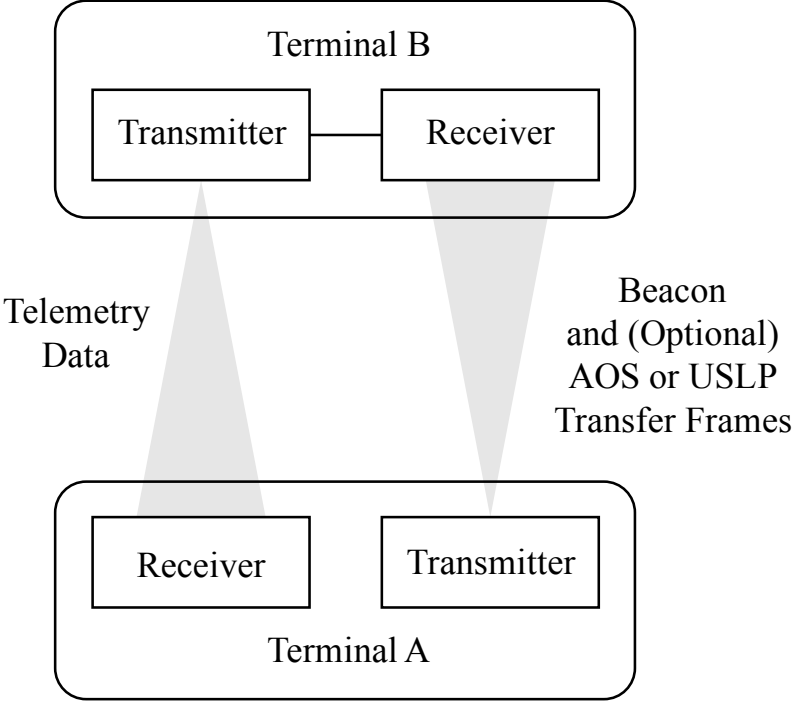 Terminal B
Transmitter
Receiver
Telemetry
Data
Beacon
and (Optional)
AOS or USLP
Transfer Frames
Receiver
Transmitter
Terminal A